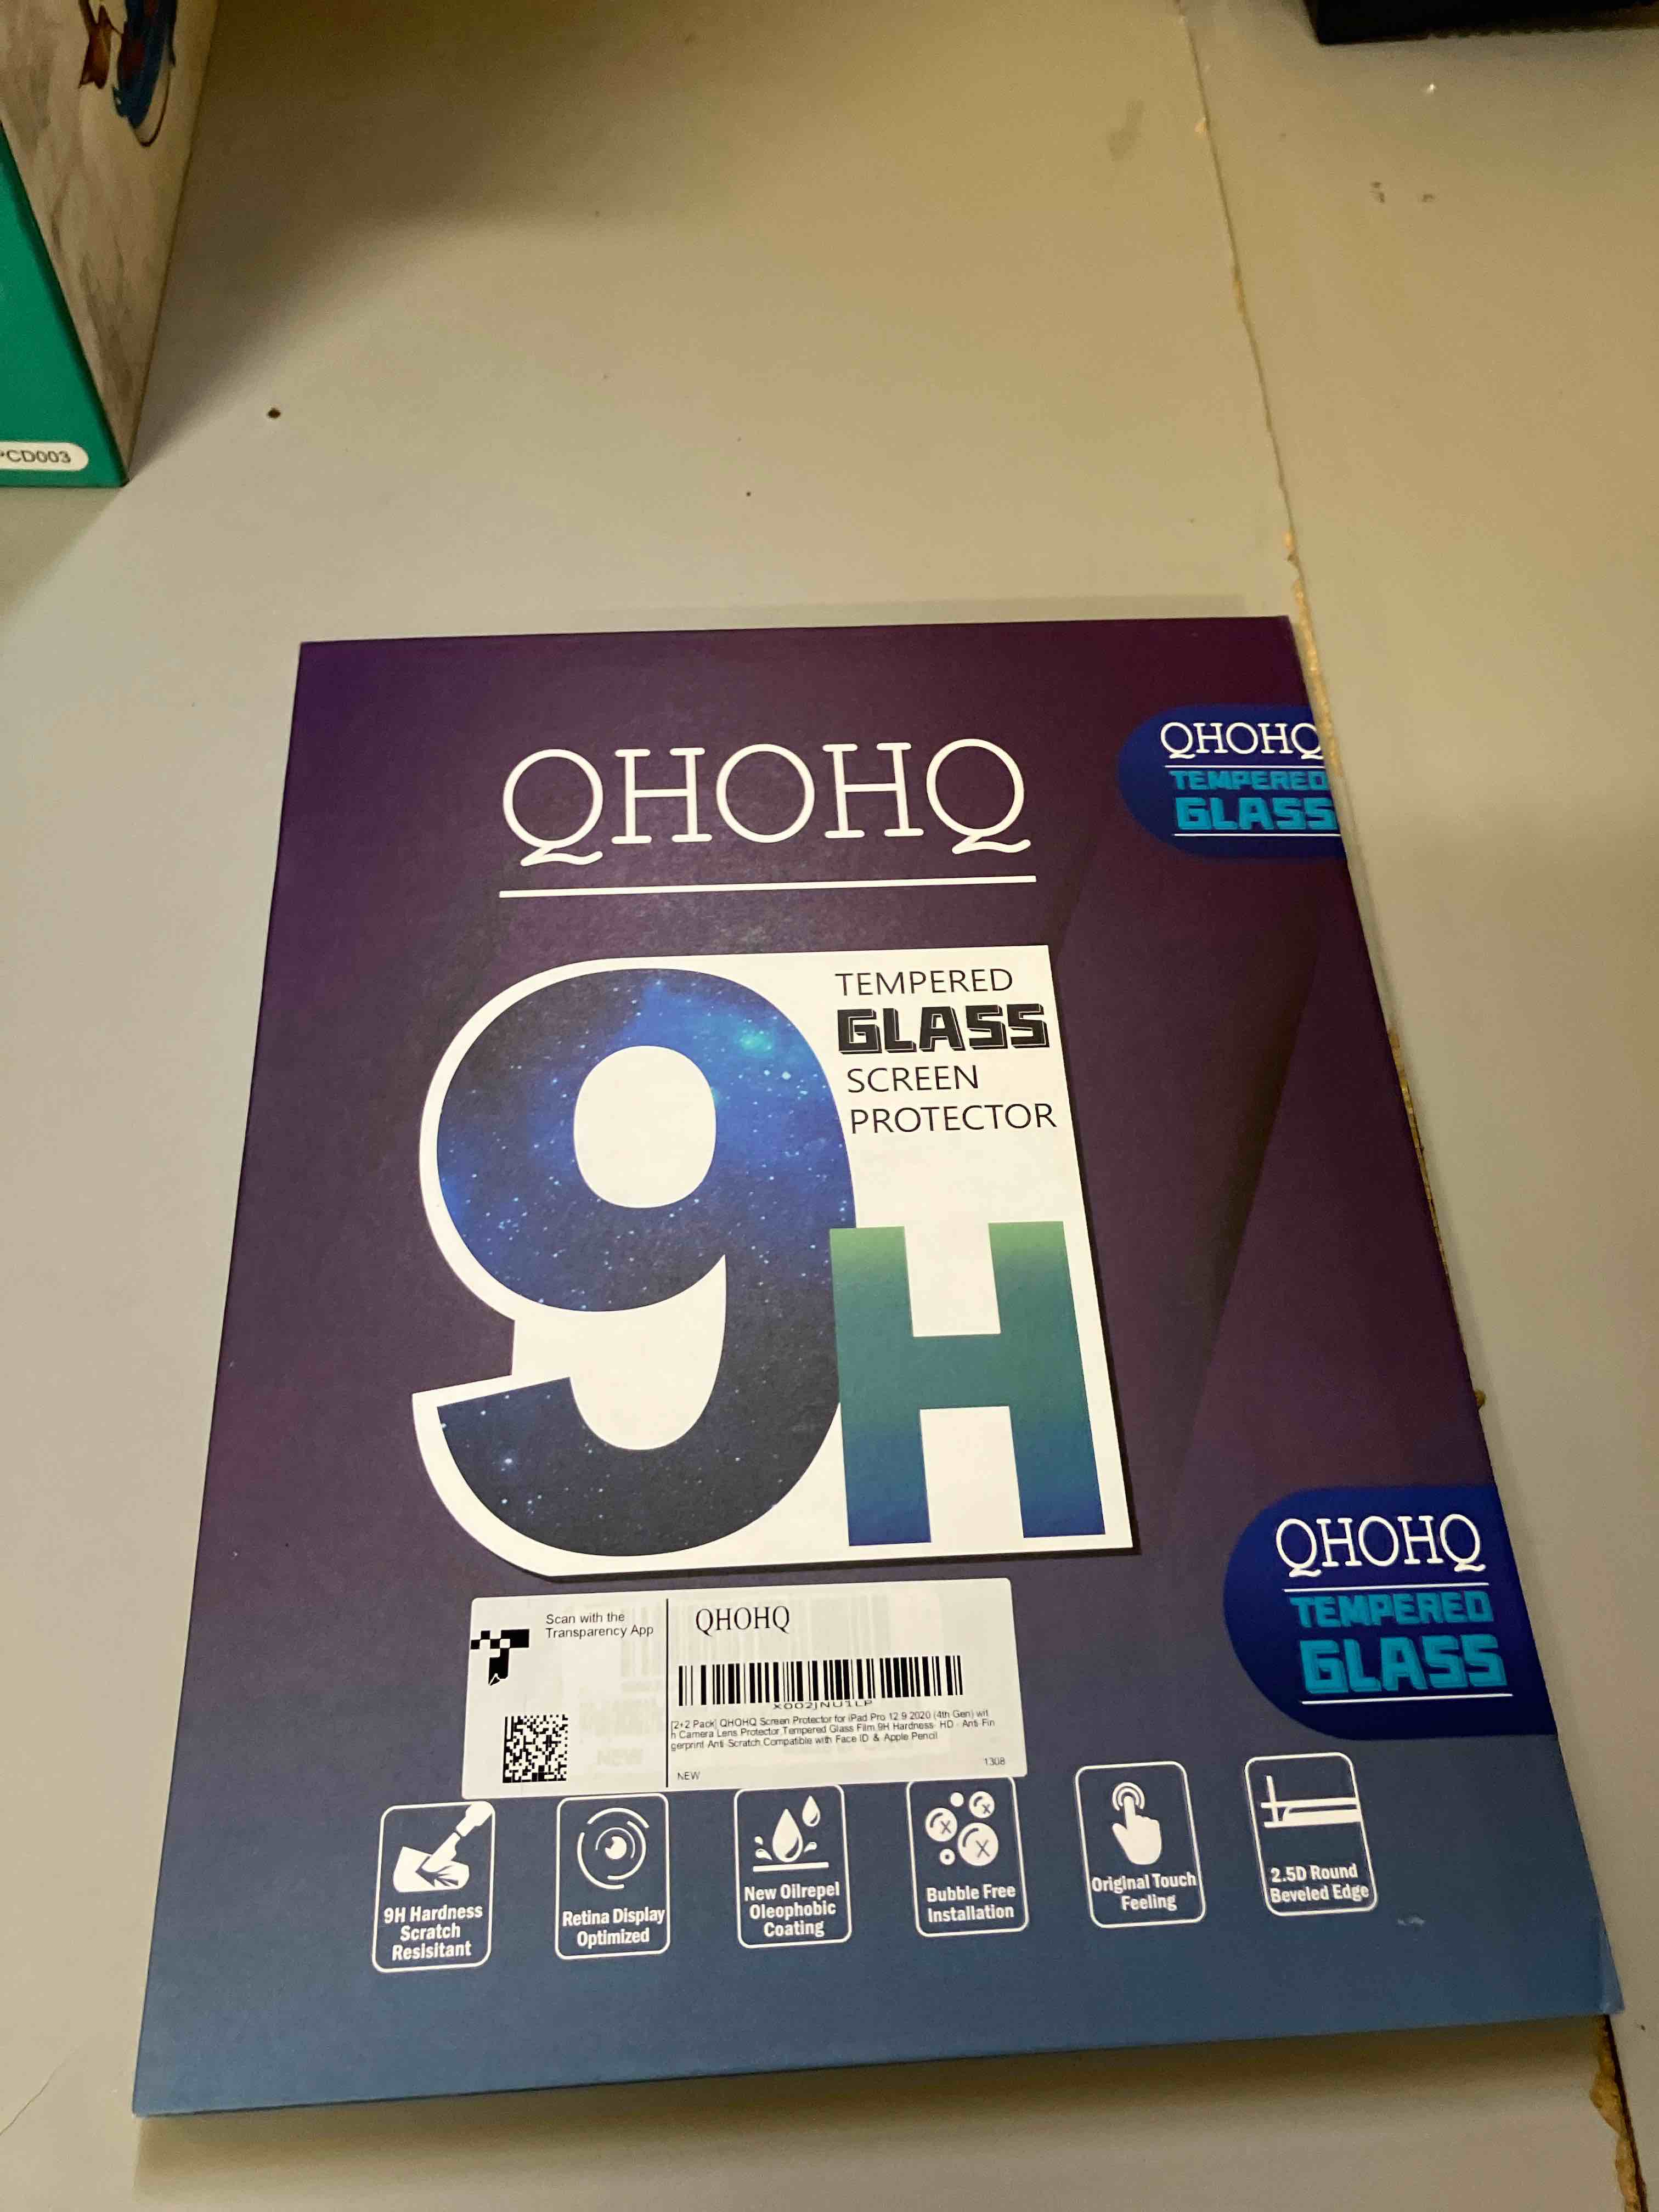 CD003
QHOHQ
QHOHQ
TEMPERED
GLASS
TEMPERED
GLASS
SCREEN
PROTECTOR
9H
QHOHQ
TEMPERED
GLASS
Scan with the
Transparency App
QHOHQ
X002JNU1LP
[2+2 Pack] QHOHQ Screen Protector for iPad Pro 12.9 2020 (4th Gen) wit
h Camera Lens Protector,Tempered Glass Film,9H Hardness- HD - Anti-Fin
gerprint-Anti-Scratch,Compatible with Face ID & Apple Pencil
NEW
1308
9H Hardness
Scratch
Resisitant
Retina Display
Optimized
New Oilrepel
Oleophobic
Coating
Bubble Free
Installation
Original Touch
Feeling
2.5D Round
Beveled Edge